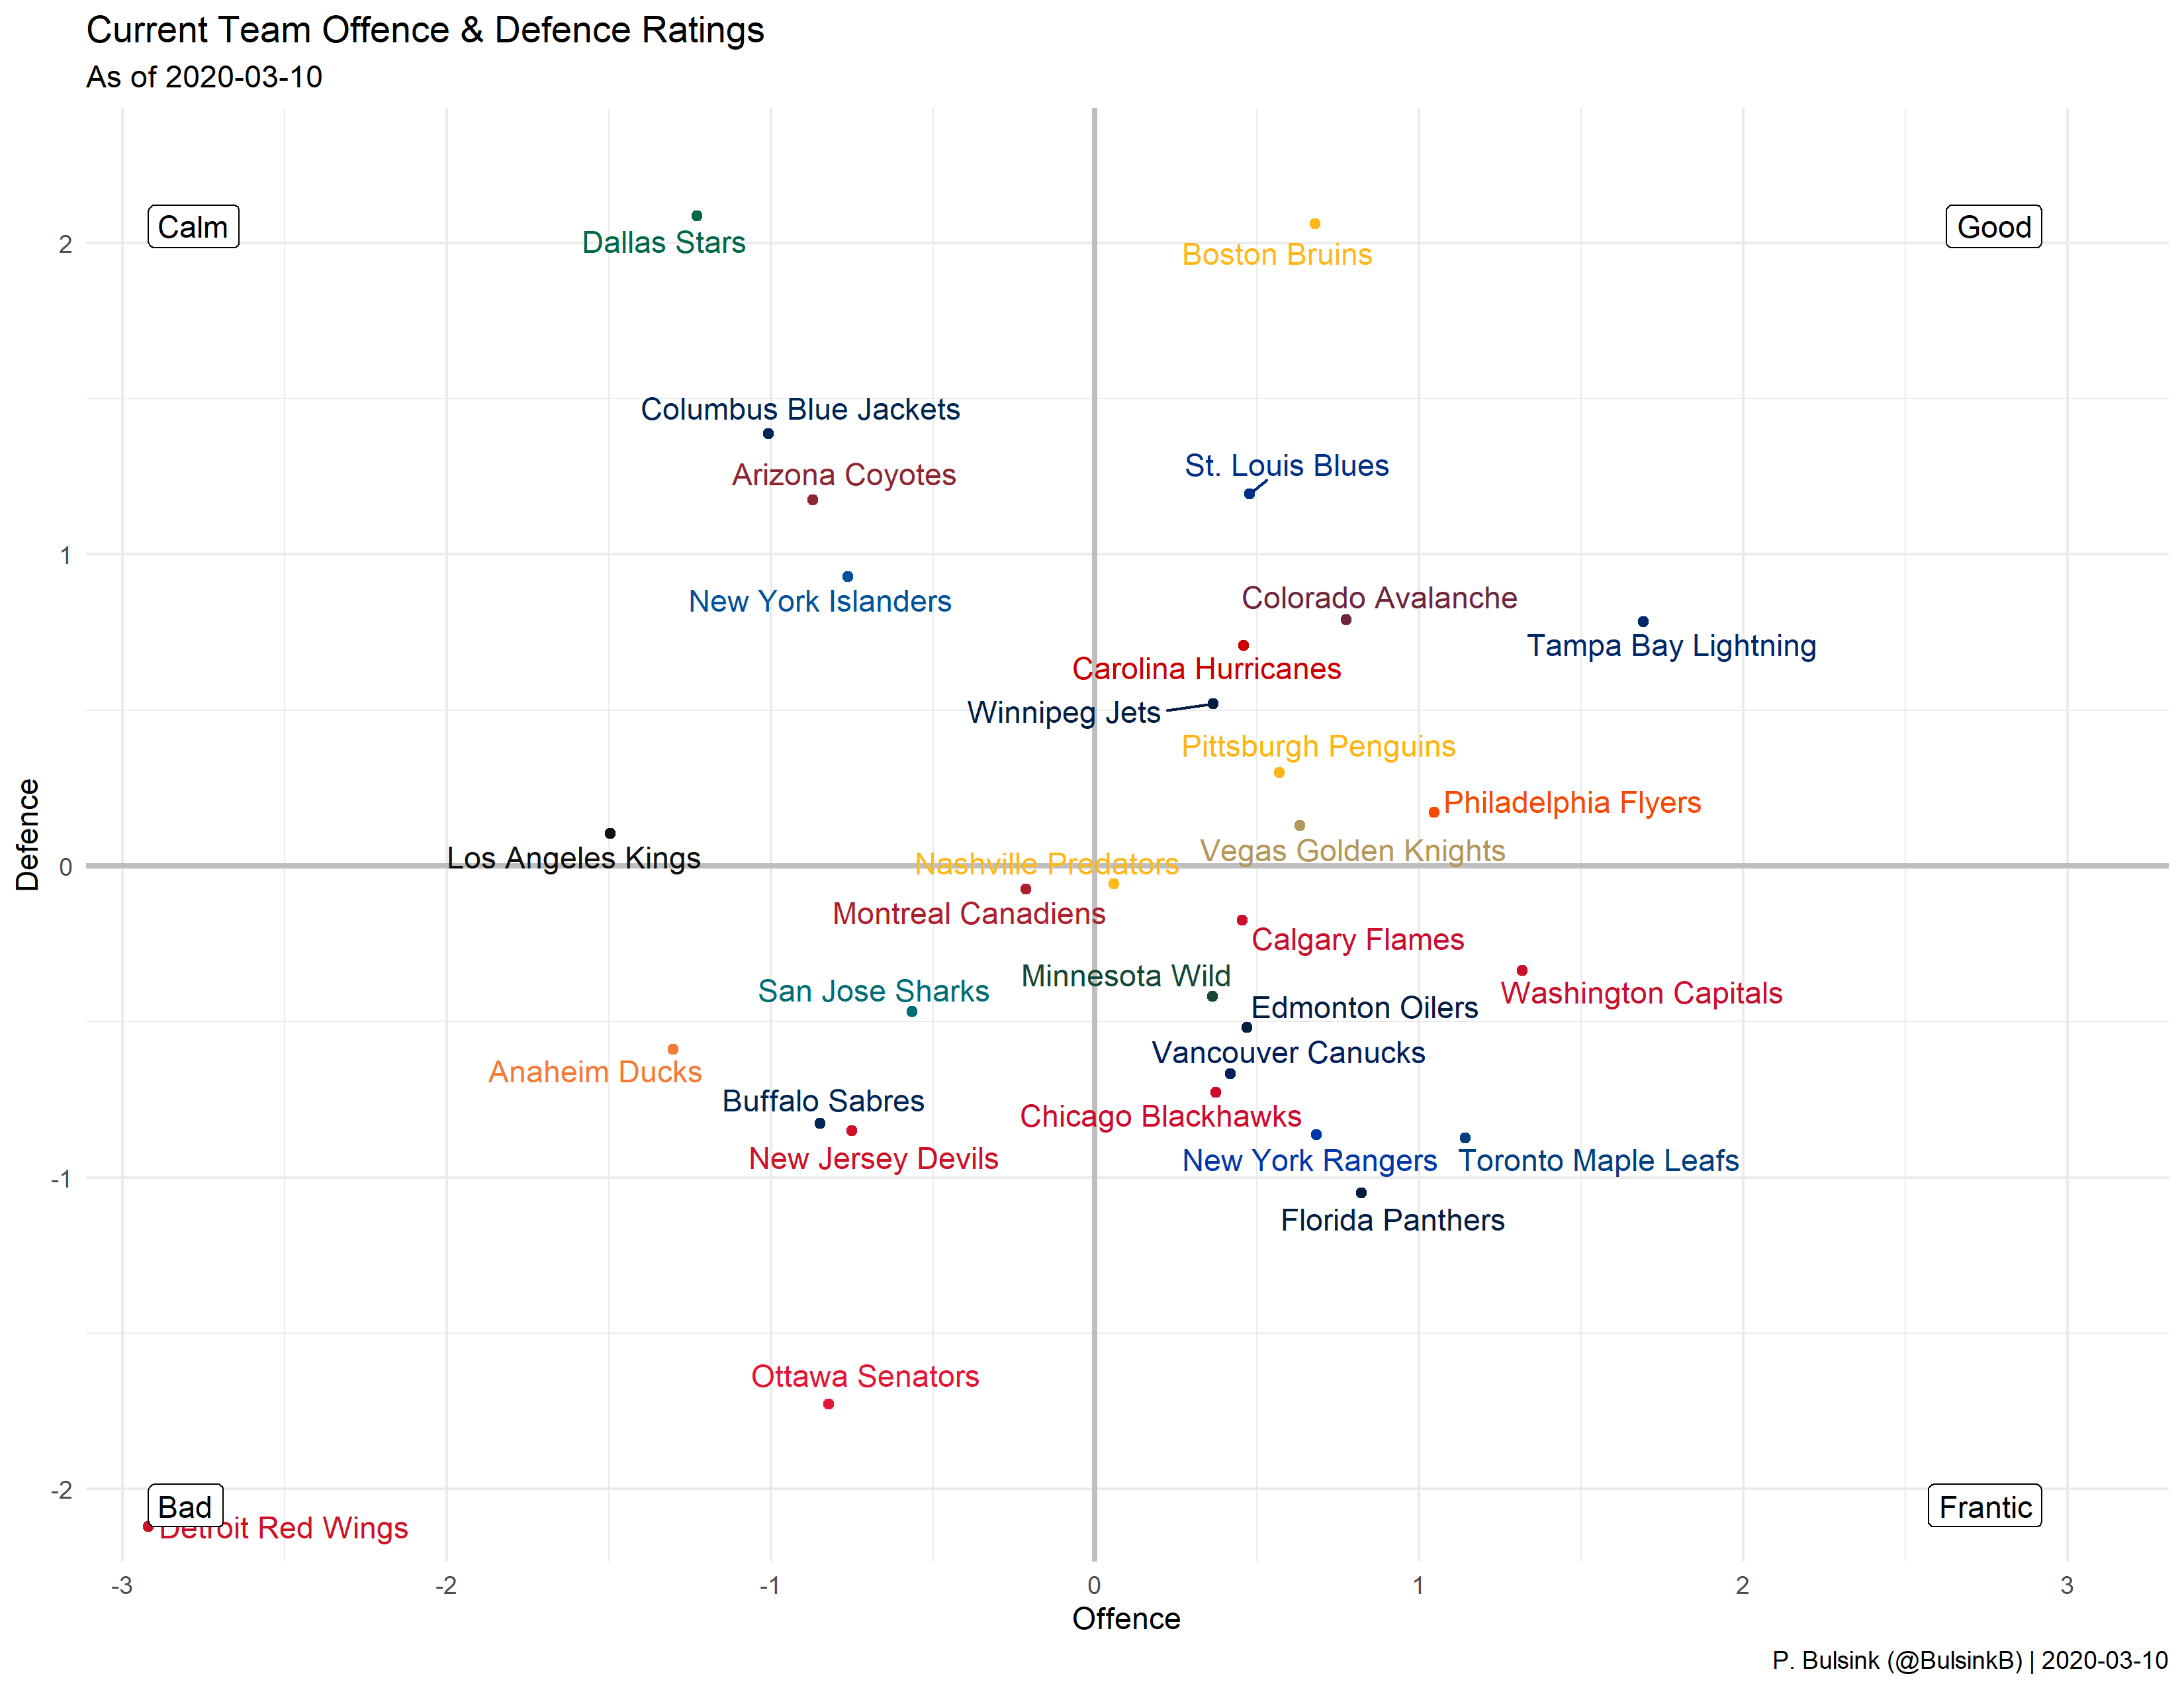 Current Team Offence & Defence Ratings
As of 2020-03-10
Calm
Good
Dallas Stars
Boston Bruins
2
Columbus Blue Jackets
Arizona Coyotes
St. Louis Blues
1
New York Islanders
Colorado Avalanche
Tampa Bay Lightning
Carolina Hurricanes
Winnipeg Jets
Pittsburgh Penguins
Philadelphia Flyers
Defence
Los Angeles Kings
Vegas Golden Knights
0
Nashville Predators
Montreal Canadiens
Calgary Flames
Minnesota Wild
San Jose Sharks
Washington Capitals
Edmonton Oilers
Vancouver Canucks
Anaheim Ducks
Buffalo Sabres
Chicago Blackhawks
New Jersey Devils
New York Rangers
Toronto Maple Leafs
-1
Florida Panthers
Ottawa Senators
-2
Bad
Frantic
Detroit Red Wings
-3 -2 -1 0 1 2 3
Offence
P. Bulsink (@BulsinkB) | 2020-03-10